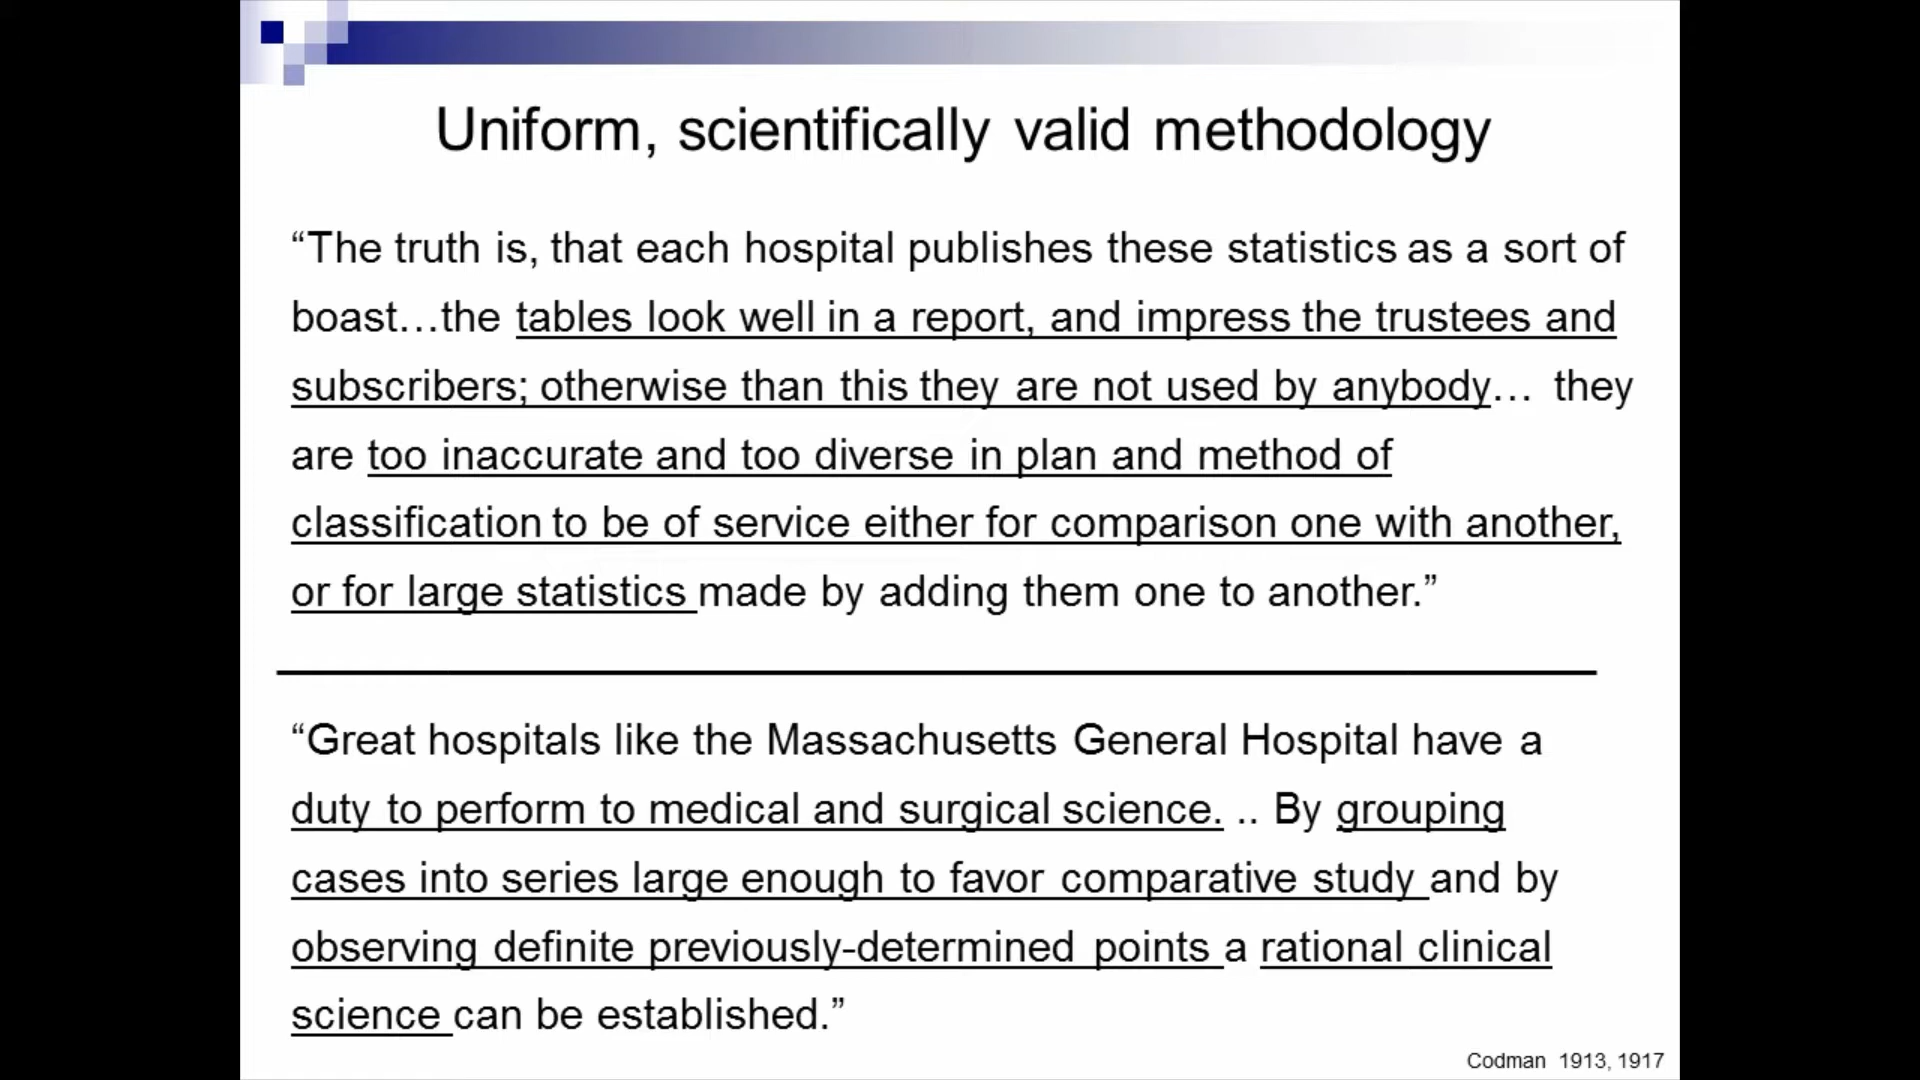 Uniform, scientifically valid methodology
“The truth is, that each hospital publishes these statistics as a sort of
boast…the tables look well in a report, and impress the trustees and
subscribers; otherwise than this they are not used by anybody… they
are too inaccurate and too diverse in plan and method of
classification to be of service either for comparison one with another,
or for large statistics made by adding them one to another.”
“Great hospitals like the Massachusetts General Hospital have a
duty to perform to medical and surgical science. .. By grouping
cases into series large enough to favor comparative study and by
observing definite previously-determined points a rational clinical
science can be established.”
Codman 1913, 1917